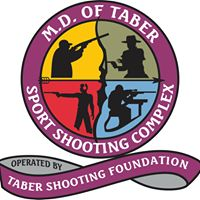 M.D. OF TABER
SPORT SHOOTING COMPLEX
OPERATED BY
TABER SHOOTING FOUNDATION